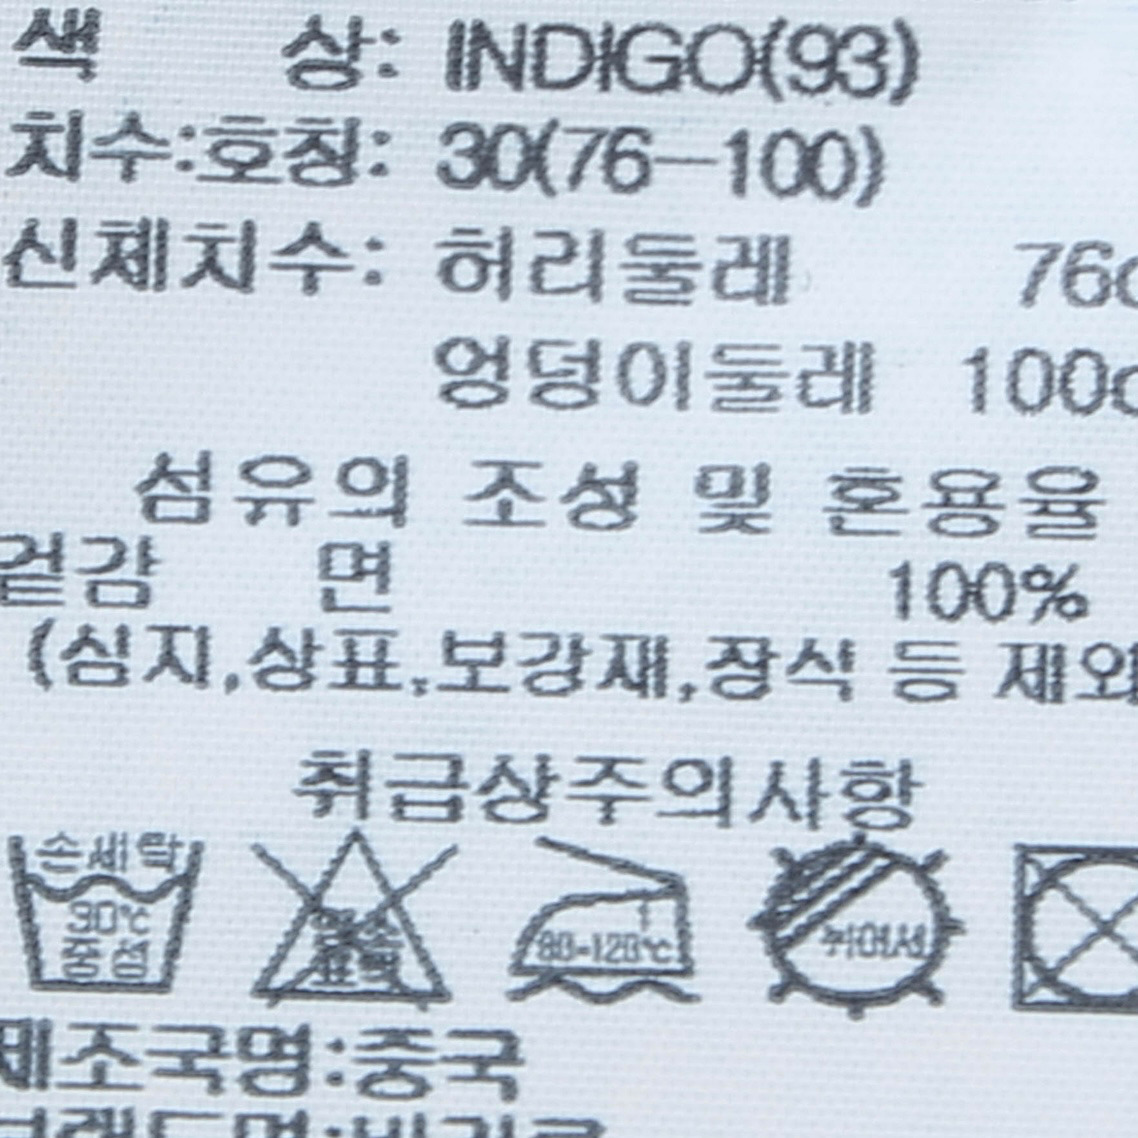 색 상: INDIGO(93)
치수:호칭: 30(76-100)
신체치수: 허리둘레 76c
엉덩이둘레 100c
섬유의 조성 및 혼용율
겉감 면 100%
(심지,상표,보강재,장식 등 제외
취급상주의사항
손세탁
30℃
중성
80-120℃
뉘어서
제조국명:중국